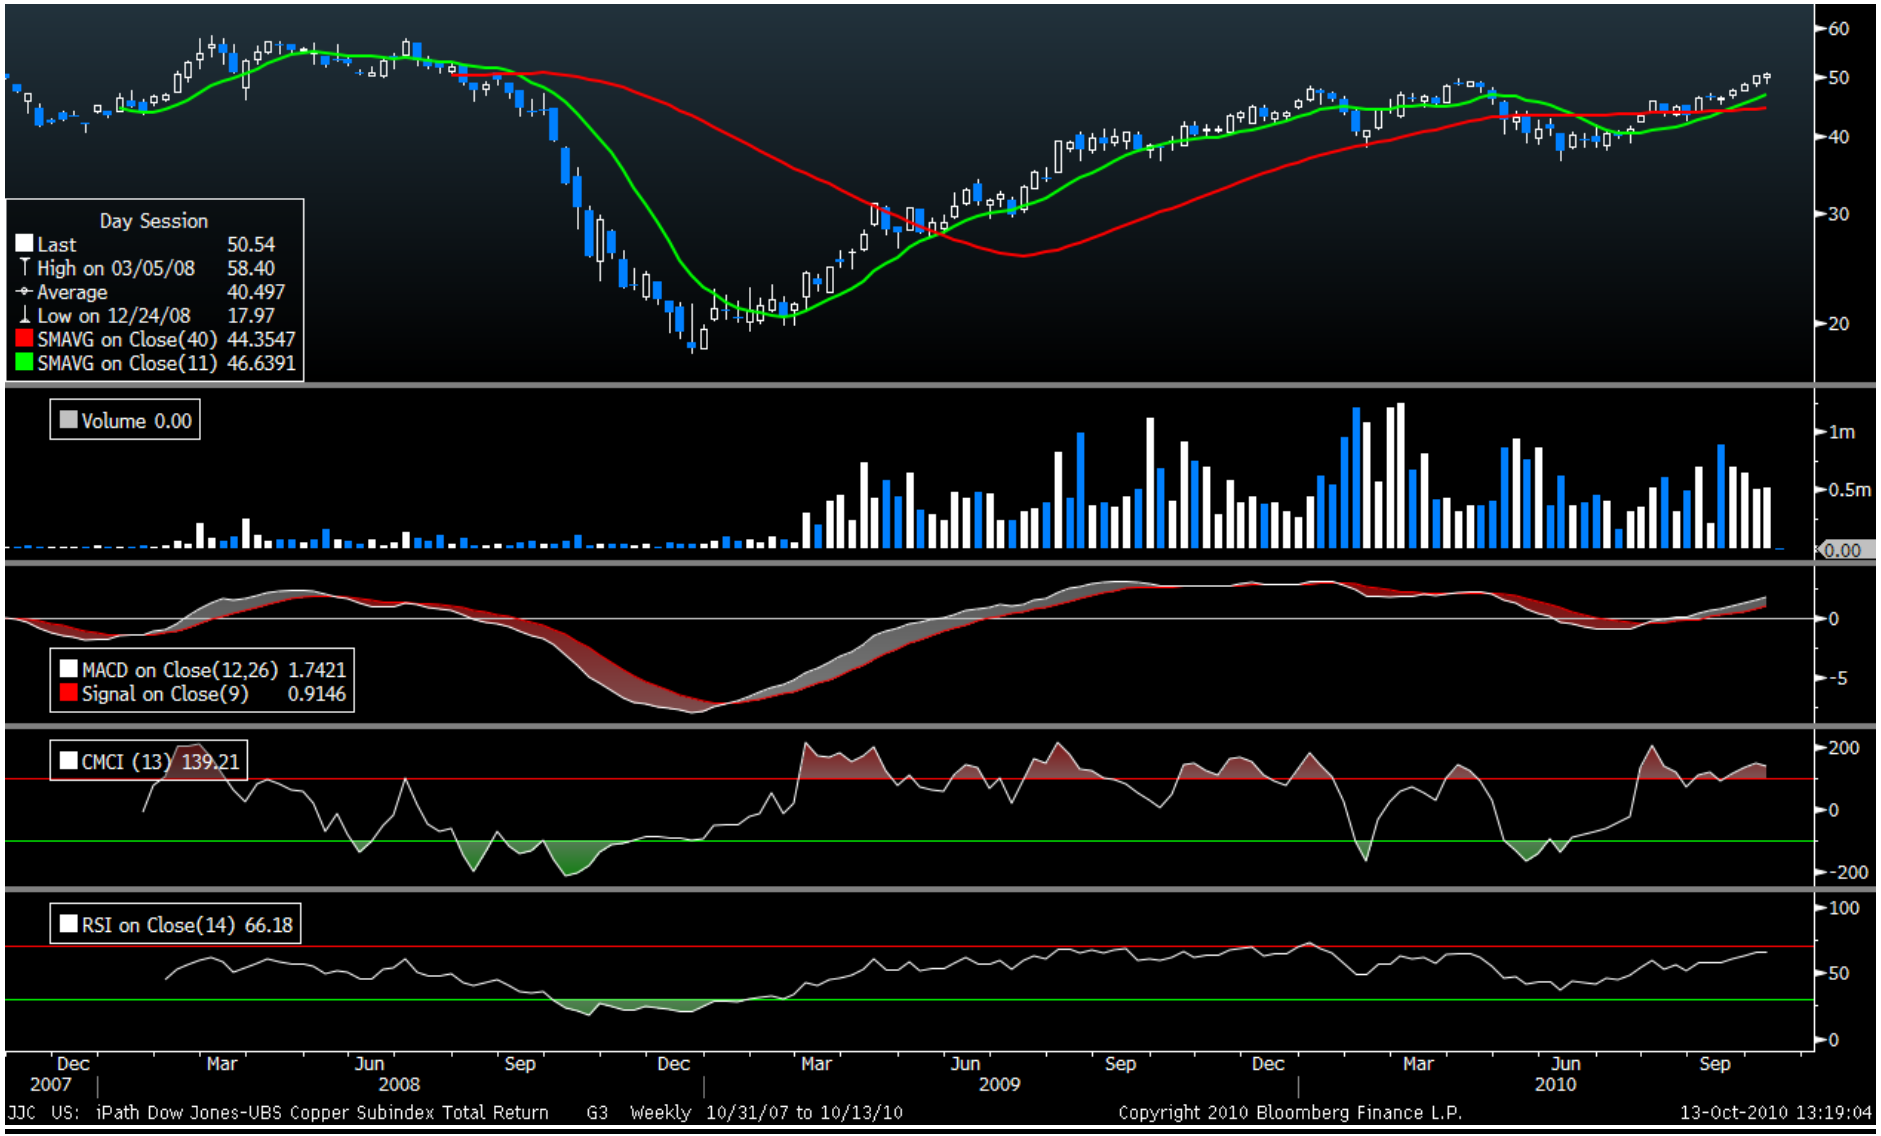 60
50
40
30
20
Day Session
Last 50.54
High on 03/05/08 58.40
Average 40.497
Low on 12/24/08 17.97
SMAVG on Close(40) 44.3547
SMAVG on Close(11) 46.6391
Volume 0.00
1m
0.5m
0.00
0
-5
MACD on Close(12,26) 1.7421
Signal on Close(9) 0.9146
CMCI (13) 139.21
200
0
-200
RSI on Close(14) 66.18
100
50
0
Dec Mar Jun Sep Dec Mar Jun Sep Dec Mar Jun Sep
2007 2008 2009 2010
JJC US: iPath Dow Jones-UBS Copper Subindex Total Return G3 Weekly 10/31/07 to 10/13/10 Copyright 2010 Bloomberg Finance L.P. 13-Oct-2010 13:19:04